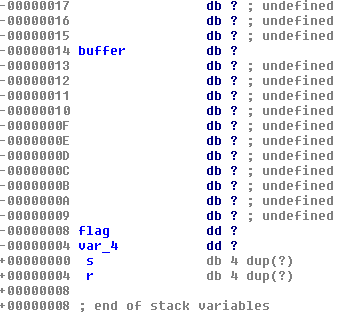 -00000017 db ? ; undefined
-00000016 db ? ; undefined
-00000015 db ? ; undefined
-00000014 buffer db ?
-00000013 db ? ; undefined
-00000012 db ? ; undefined
-00000011 db ? ; undefined
-00000010 db ? ; undefined
-0000000F db ? ; undefined
-0000000E db ? ; undefined
-0000000D db ? ; undefined
-0000000C db ? ; undefined
-0000000B db ? ; undefined
-0000000A db ? ; undefined
-00000009 db ? ; undefined
-00000008 flag dd ?
-00000004 var_4 dd ?
+00000000 s db 4 dup(?)
+00000004 r db 4 dup(?)
+00000008
+00000008 ; end of stack variables